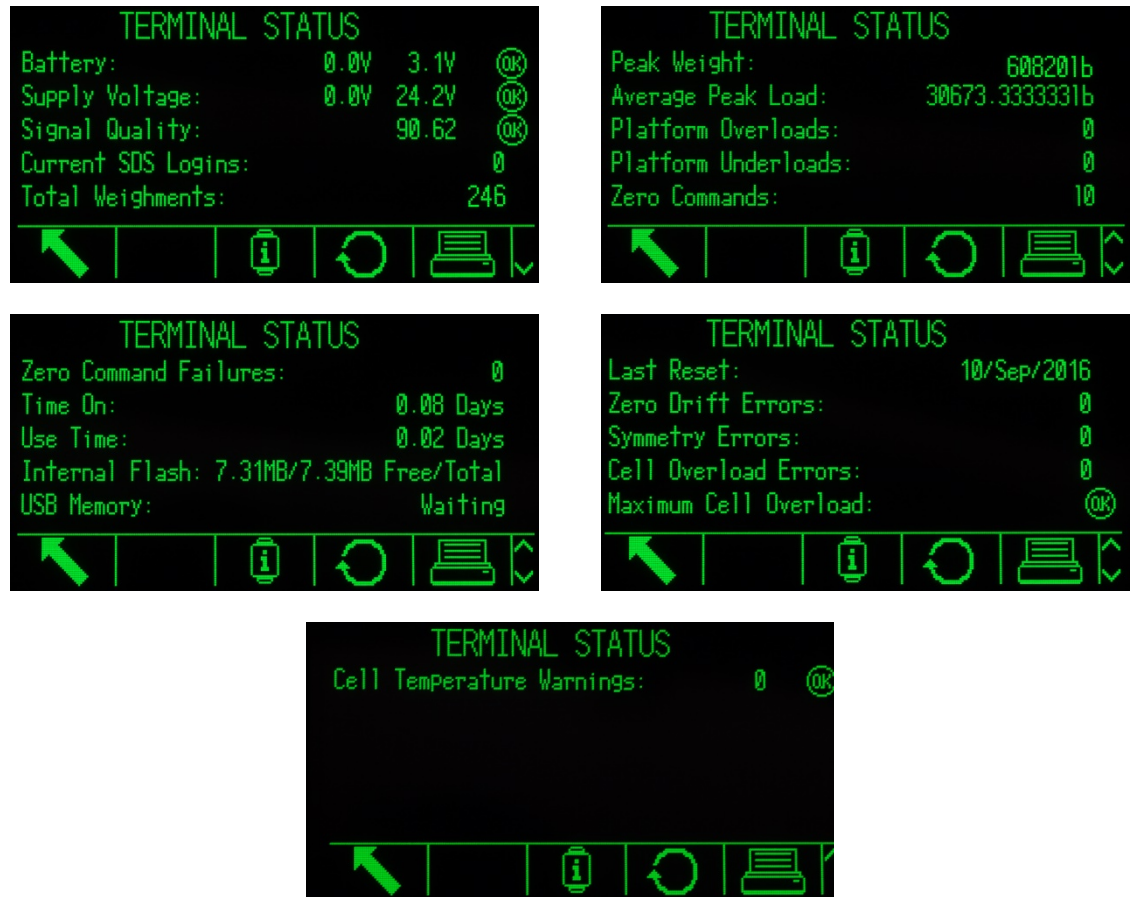 TERMINAL STATUS
Battery: 0.0V 3.1V OK
Supply Voltage: 0.0V 24.2V OK
Signal Quality: 90.62 OK
Current SDS Logins: 0
Total Weighments: 246
i
TERMINAL STATUS
Peak Weight: 60820lb
Average Peak Load: 30673.333333lb
Platform Overloads: 0
Platform Underloads: 0
Zero Commands: 10
i
TERMINAL STATUS
Zero Command Failures: 0
Time On: 0.08 Days
Use Time: 0.02 Days
Internal Flash: 7.31MB/7.39MB Free/Total
USB Memory: Waiting
i
TERMINAL STATUS
Last Reset: 10/Sep/2016
Zero Drift Errors: 0
Symmetry Errors: 0
Cell Overload Errors: 0
Maximum Cell Overload: OK
i
TERMINAL STATUS
Cell Temperature Warnings: 0 OK
i